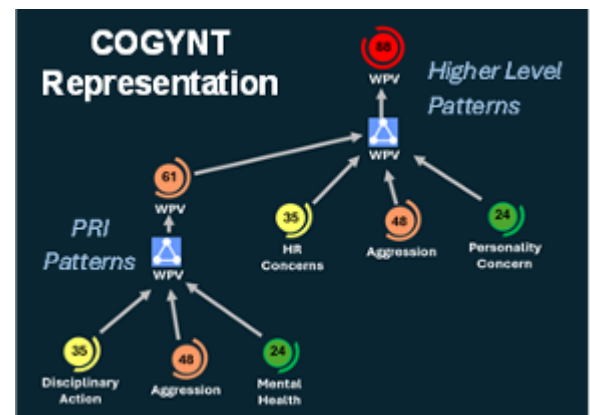 COGYNT
Representation
88
WPV
Higher Level
Patterns
WPV
61
WPV
35
HR
Concerns
48
Aggression
24
Personality
Concern
PRI
Patterns
WPV
35
Disciplinary
Action
48
Aggression
24
Mental
Health